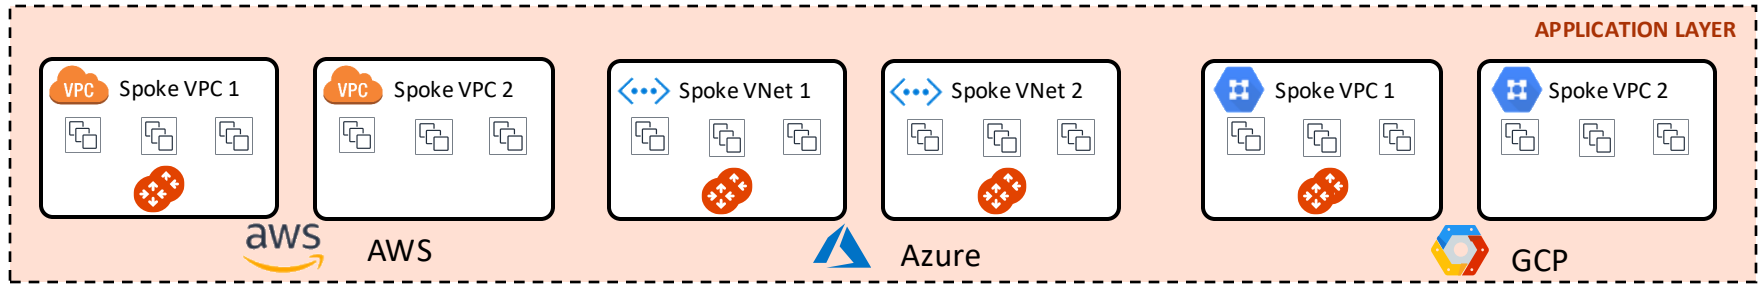 APPLICATION LAYER
VPC
Spoke VPC 1
VPC
Spoke VPC 2
Spoke VNet 1
Spoke VNet 2
Spoke VPC 1
Spoke VPC 2
aws
AWS
Azure
GCP